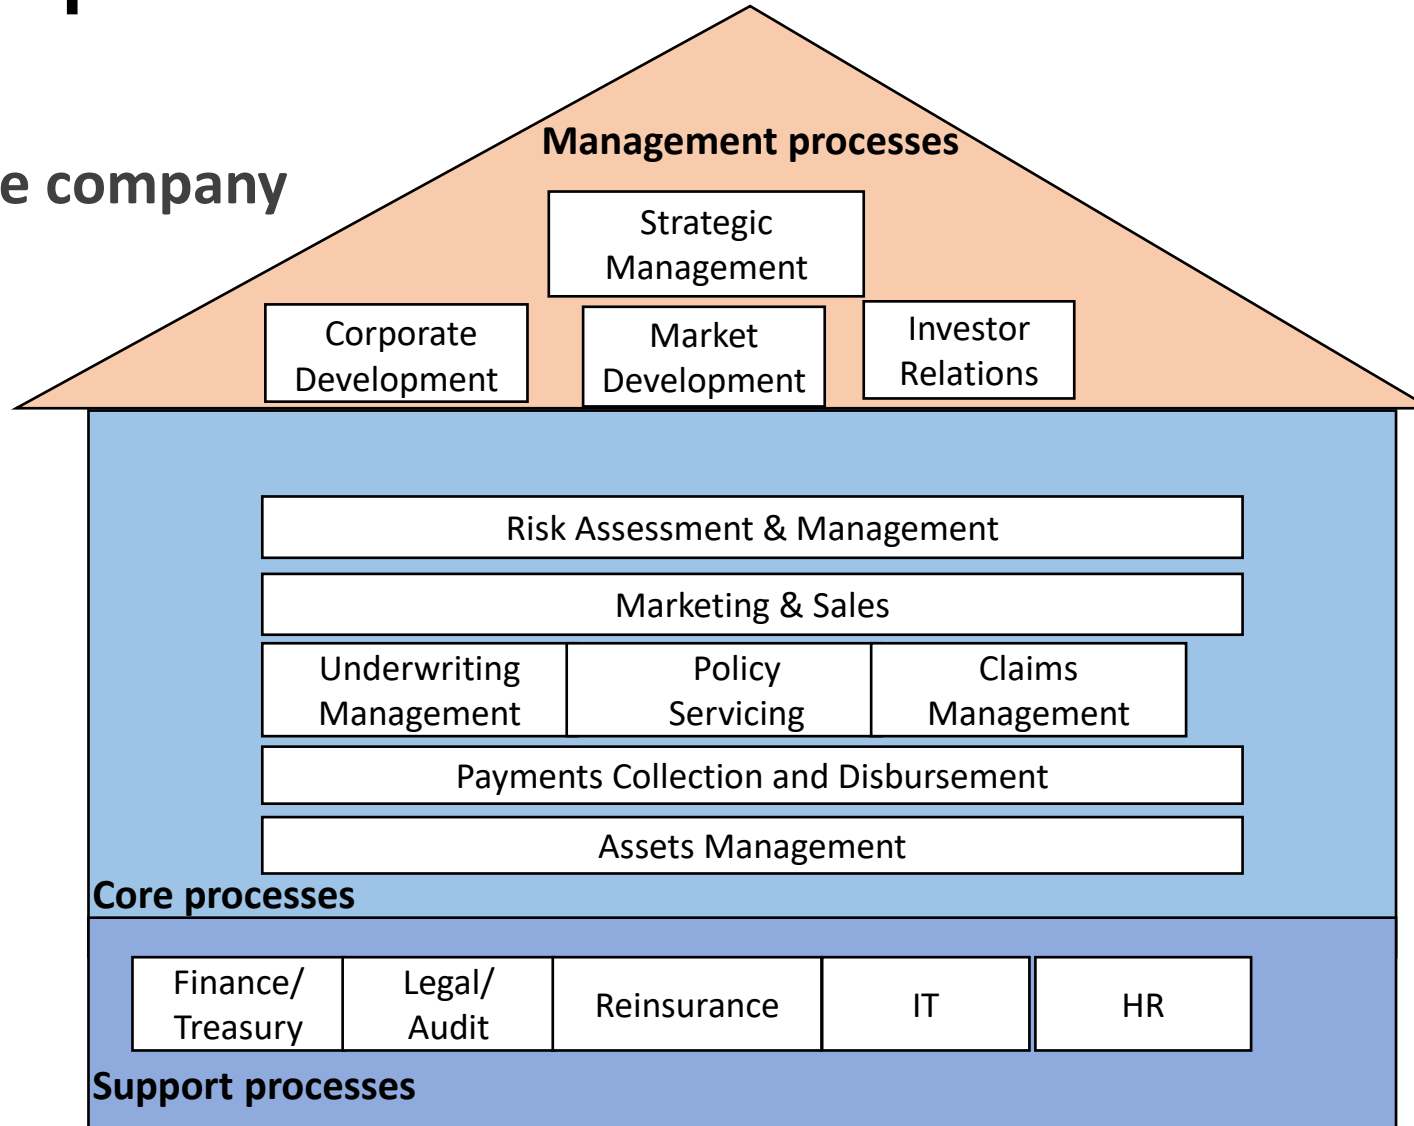 e company
Management processes
Strategic
Management
Corporate
Development
Market
Development
Investor
Relations
Risk Assessment & Management
Marketing & Sales
Underwriting
Management
Policy
Servicing
Claims
Management
Payments Collection and Disbursement
Assets Management
Core processes
Finance/
Treasury
Legal/
Audit
Reinsurance
IT
HR
Support processes